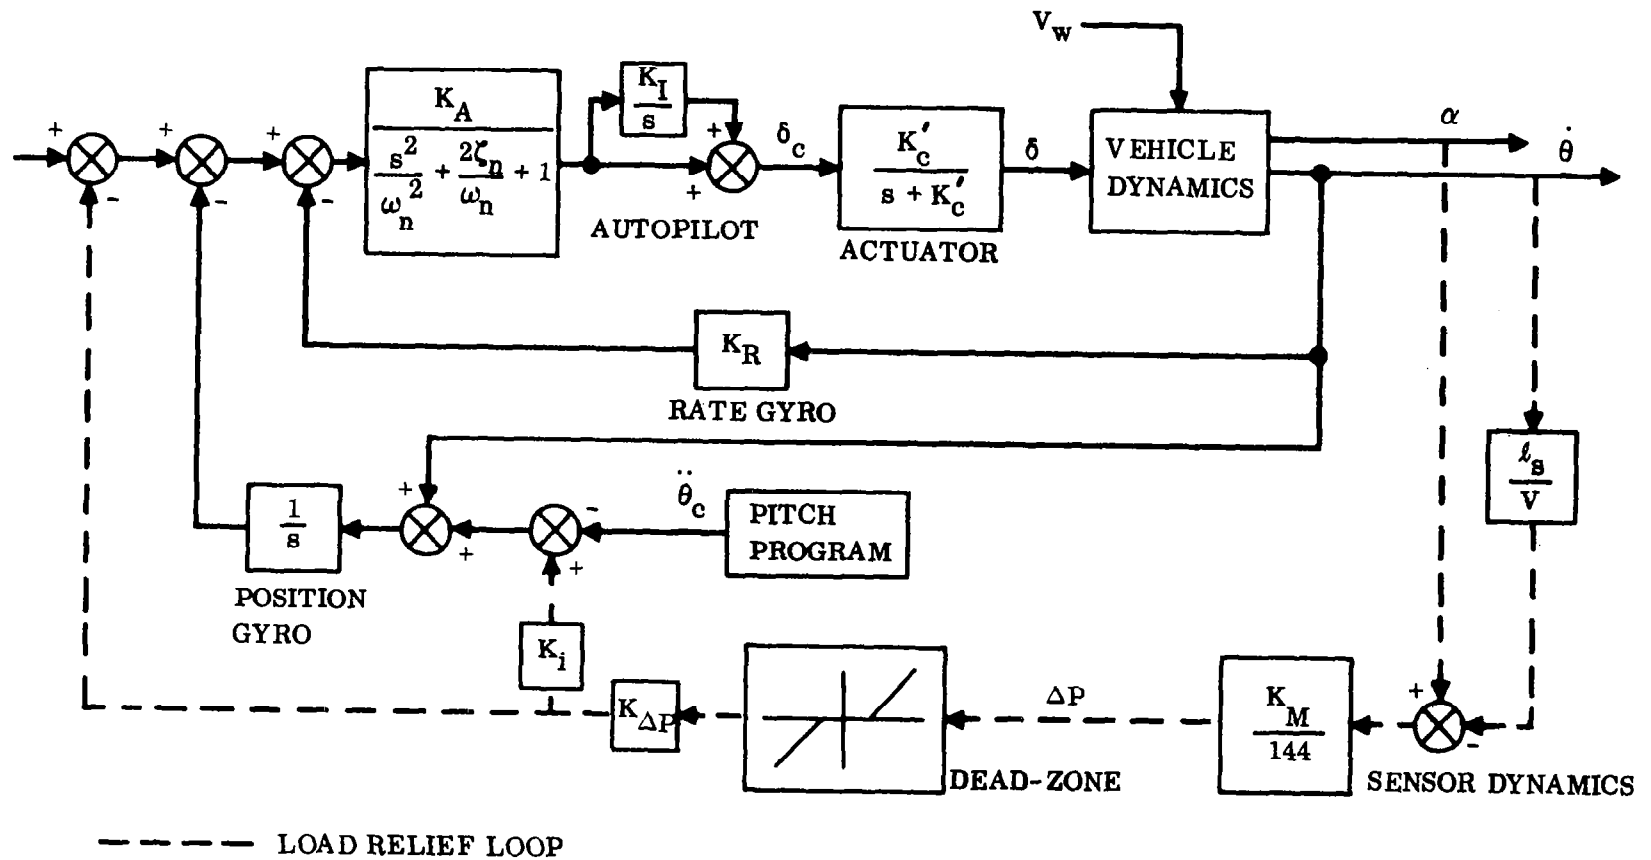 V_w
K_I
s
K_A
s^2
ω_n^2
+
2ζ_n
ω_n
+ 1
+
+
+
+
+
δ_c
K_c'
s + K_c'
δ
VEHICLE
DYNAMICS
α
θ̇
-
-
-
AUTOPILOT
ACTUATOR
K_R
RATE GYRO
ℓ_s
V
1
s
POSITION
GYRO
+
+
-
+
θ̈_c
PITCH
PROGRAM
K_i
K_ΔP
DEAD-ZONE
ΔP
K_M
144
+
-
SENSOR DYNAMICS
LOAD RELIEF LOOP